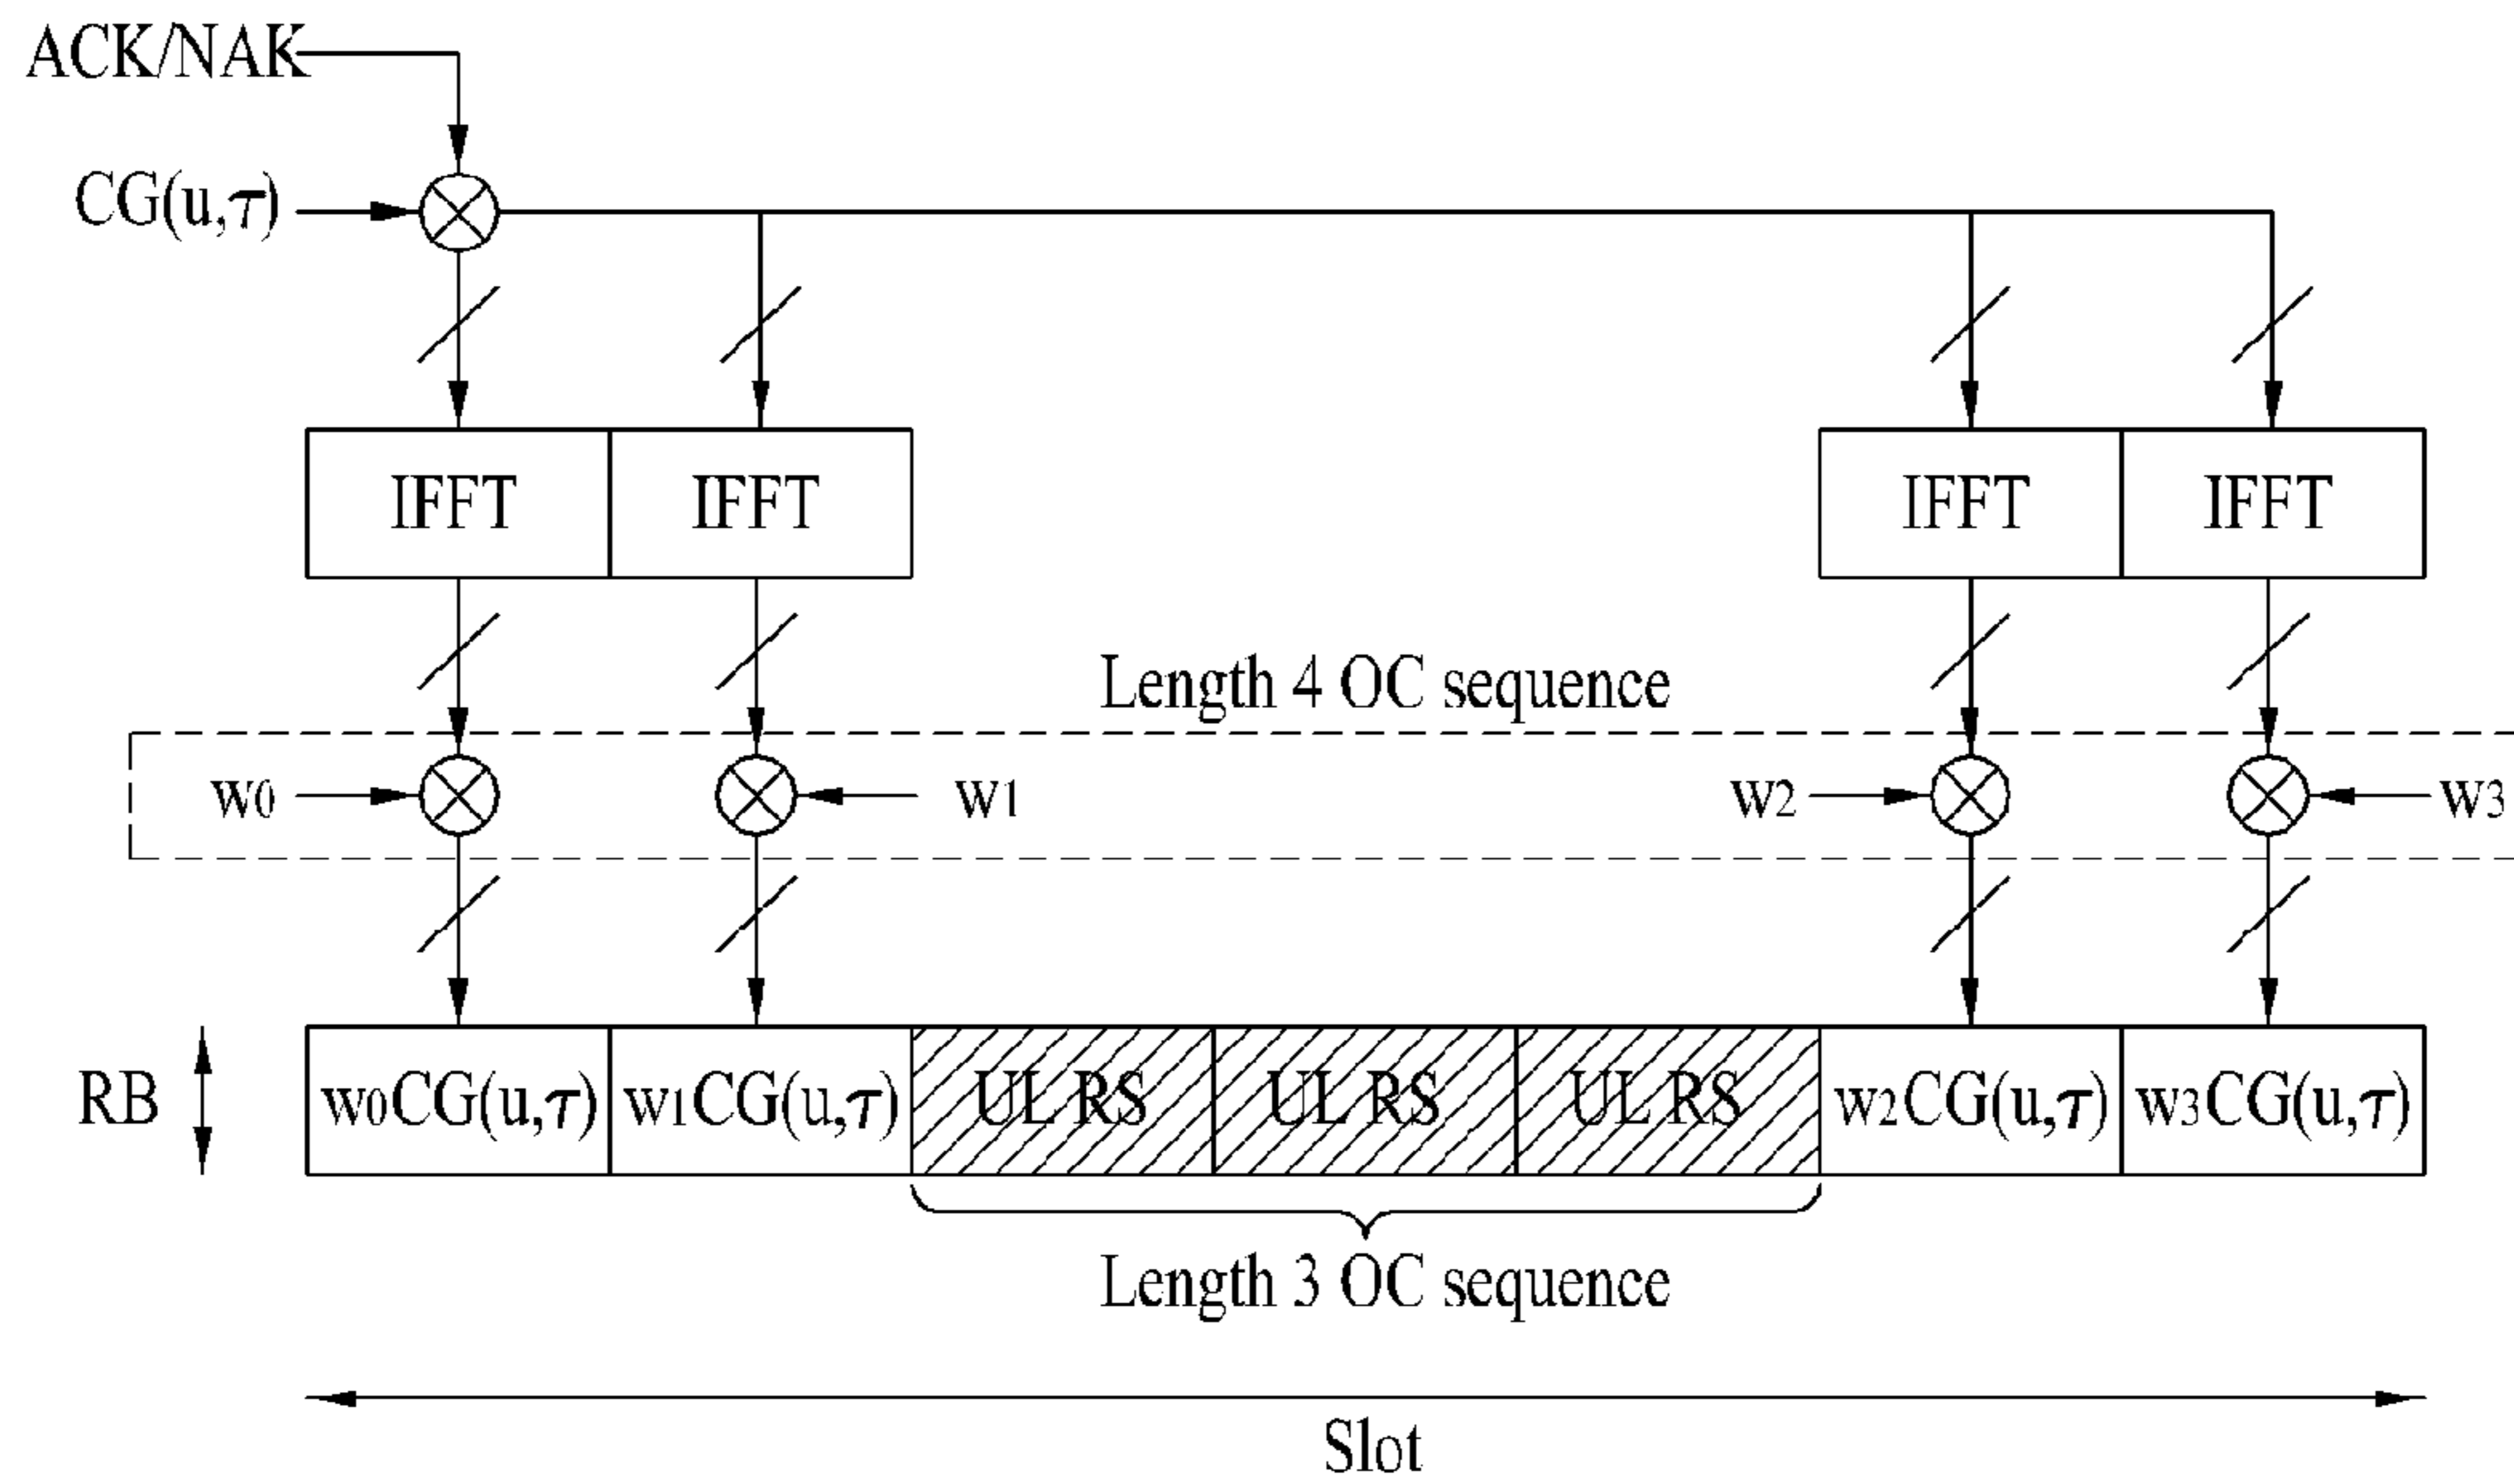 ACK/NAK
CG(u,τ)
IFFT IFFT IFFT IFFT
Length 4 OC sequence
w0 w1 w2 w3
RB w0CG(u,τ) w1CG(u,τ) UL RS UL RS UL RS w2CG(u,τ) w3CG(u,τ)
Length 3 OC sequence
Slot